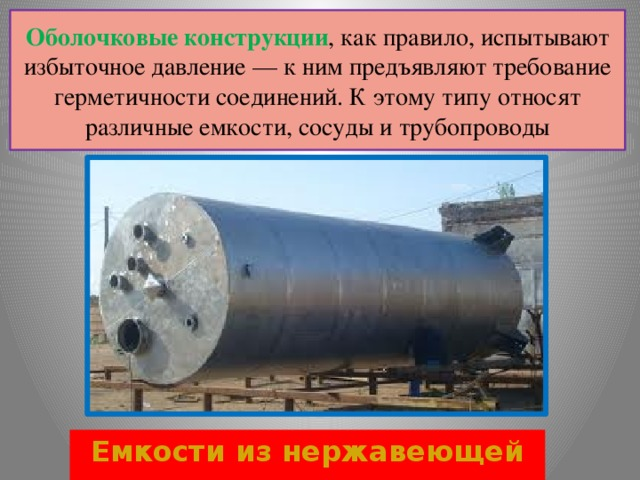 Оболочковые конструкции, как правило, испытывают
избыточное давление — к ним предъявляют требование
герметичности соединений. К этому типу относят
различные емкости, сосуды и трубопроводы
Емкости из нержавеющей